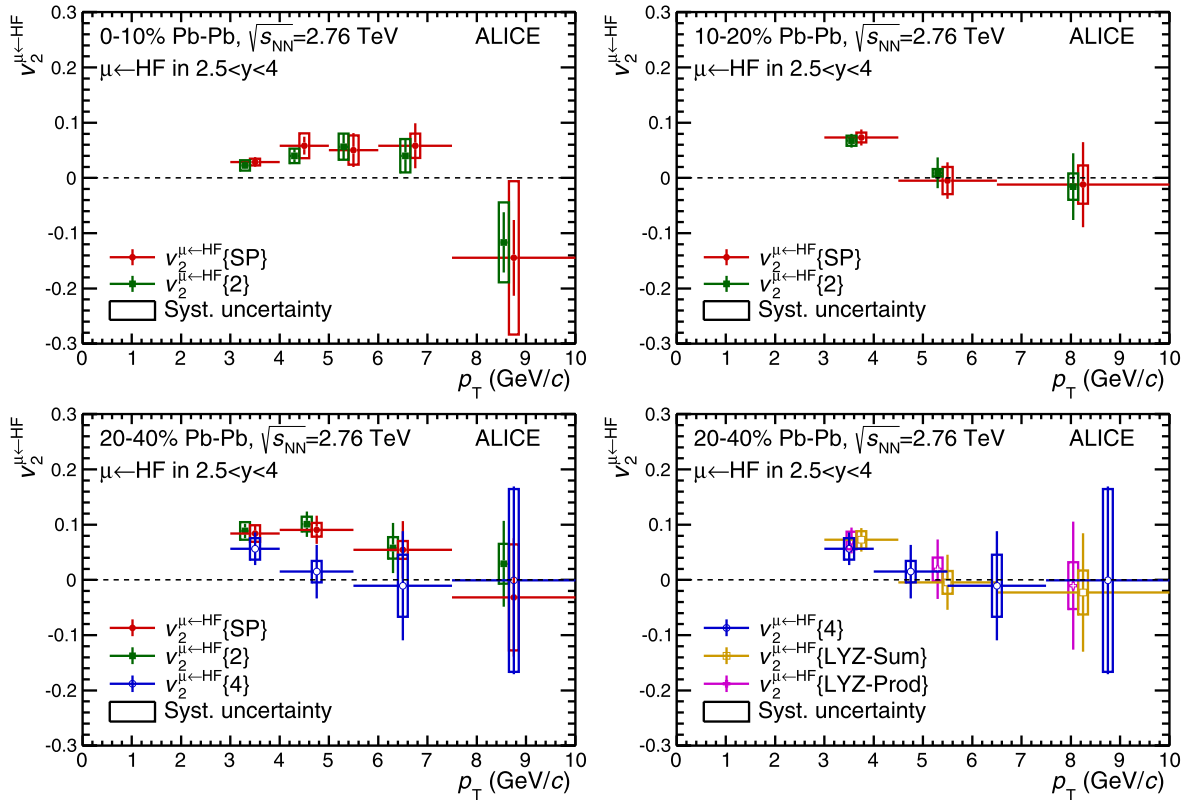 0-10% Pb-Pb, √sNN=2.76 TeV ALICE
μ←HF in 2.5<y<4
v2μ←HF
0.3
0.2
0.1
0
-0.1
-0.2
-0.3
v2μ←HF{SP}
v2μ←HF{2}
Syst. uncertainty
0 1 2 3 4 5 6 7 8 9 10
pT (GeV/c)
10-20% Pb-Pb, √sNN=2.76 TeV ALICE
μ←HF in 2.5<y<4
v2μ←HF
0.3
0.2
0.1
0
-0.1
-0.2
-0.3
v2μ←HF{SP}
v2μ←HF{2}
Syst. uncertainty
0 1 2 3 4 5 6 7 8 9 10
pT (GeV/c)
20-40% Pb-Pb, √sNN=2.76 TeV ALICE
μ←HF in 2.5<y<4
v2μ←HF
0.3
0.2
0.1
0
-0.1
-0.2
-0.3
v2μ←HF{SP}
v2μ←HF{2}
v2μ←HF{4}
Syst. uncertainty
0 1 2 3 4 5 6 7 8 9 10
pT (GeV/c)
20-40% Pb-Pb, √sNN=2.76 TeV ALICE
μ←HF in 2.5<y<4
v2μ←HF
0.3
0.2
0.1
0
-0.1
-0.2
-0.3
v2μ←HF{4}
v2μ←HF{LYZ-Sum}
v2μ←HF{LYZ-Prod}
Syst. uncertainty
0 1 2 3 4 5 6 7 8 9 10
pT (GeV/c)